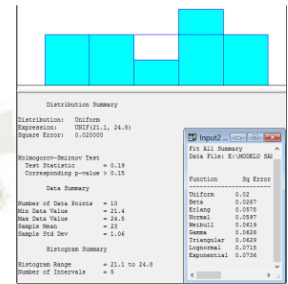 Distribution Summary
Distribution: Uniform
Expression: UNIF(21.1, 24.8)
Square Error: 0.020000
Kolmogorov-Smirnov Test
Test Statistic = 0.19
Corresponding p-value > 0.15
Data Summary
Number of Data Points = 10
Min Data Value = 21.4
Max Data Value = 24.5
Sample Mean = 23
Sample Std Dev = 1.06
Histogram Summary
Histogram Range = 21.1 to 24.8
Number of Intervals = 5
Input2 ...
Fit All Summary
Data File: E:\MODELO SA
Function Sq Error
Uniform 0.02
Beta 0.0267
Erlang 0.0578
Normal 0.0597
Weibull 0.0619
Gamma 0.0626
Triangular 0.0629
Lognormal 0.0715
Exponential 0.0736